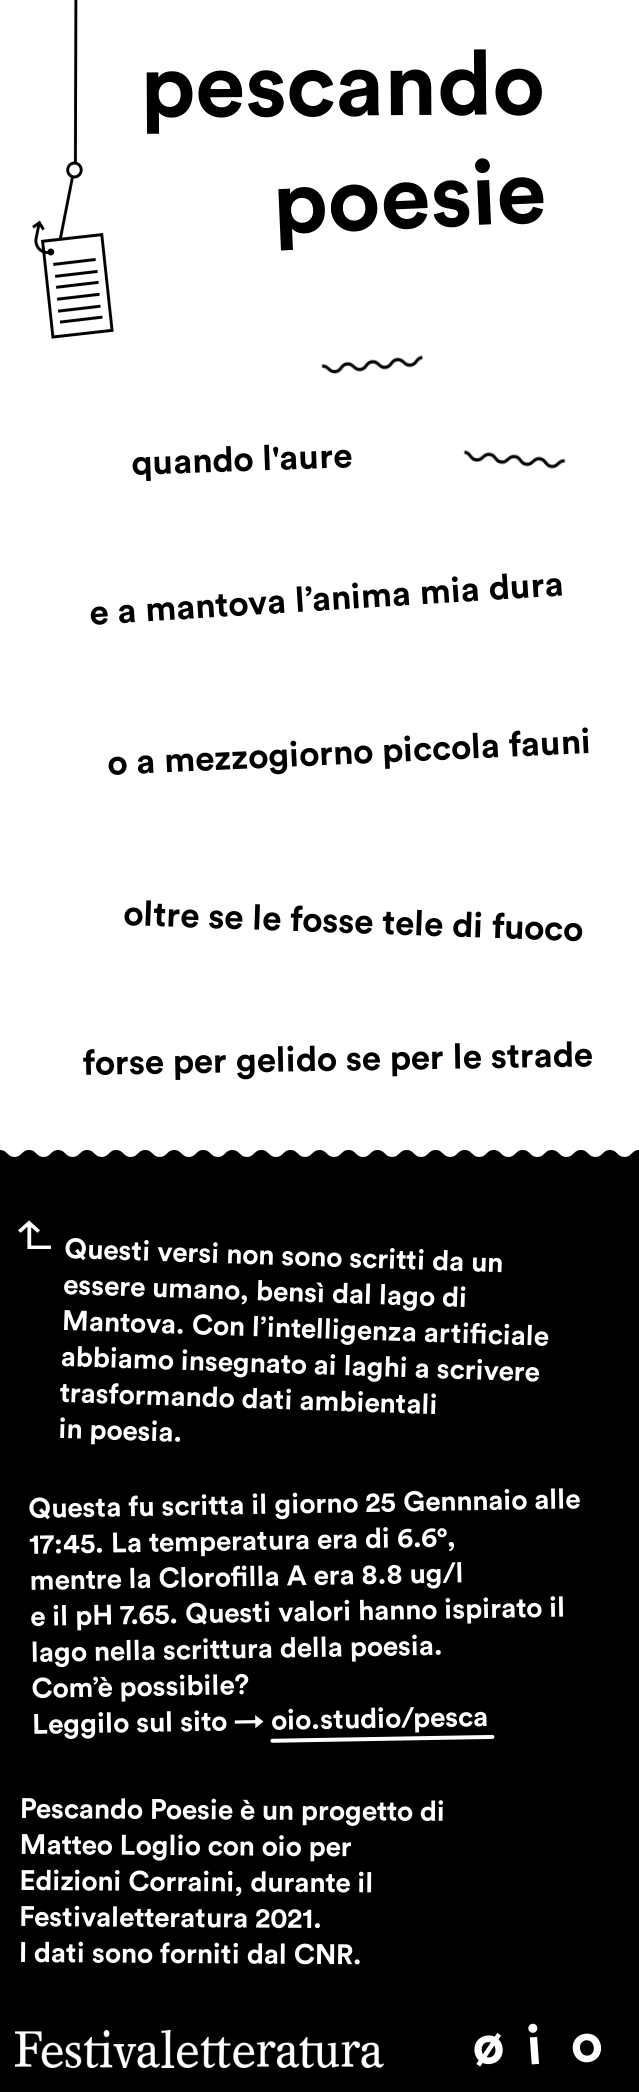 pescando
poesie
quando l'aure
e a mantova l’anima mia dura
o a mezzogiorno piccola fauni
oltre se le fosse tele di fuoco
forse per gelido se per le strade
Questi versi non sono scritti da un
essere umano, bensì dal lago di
Mantova. Con l’intelligenza artificiale
abbiamo insegnato ai laghi a scrivere
trasformando dati ambientali
in poesia.
Questa fu scritta il giorno 25 Gennnaio alle
17:45. La temperatura era di 6.6°,
mentre la Clorofilla A era 8.8 ug/l
e il pH 7.65. Questi valori hanno ispirato il
lago nella scrittura della poesia.
Com’è possibile?
Leggilo sul sito → oio.studio/pesca
Pescando Poesie è un progetto di
Matteo Loglio con oio per
Edizioni Corraini, durante il
Festivaletteratura 2021.
I dati sono forniti dal CNR.
Festivaletteratura ø i o